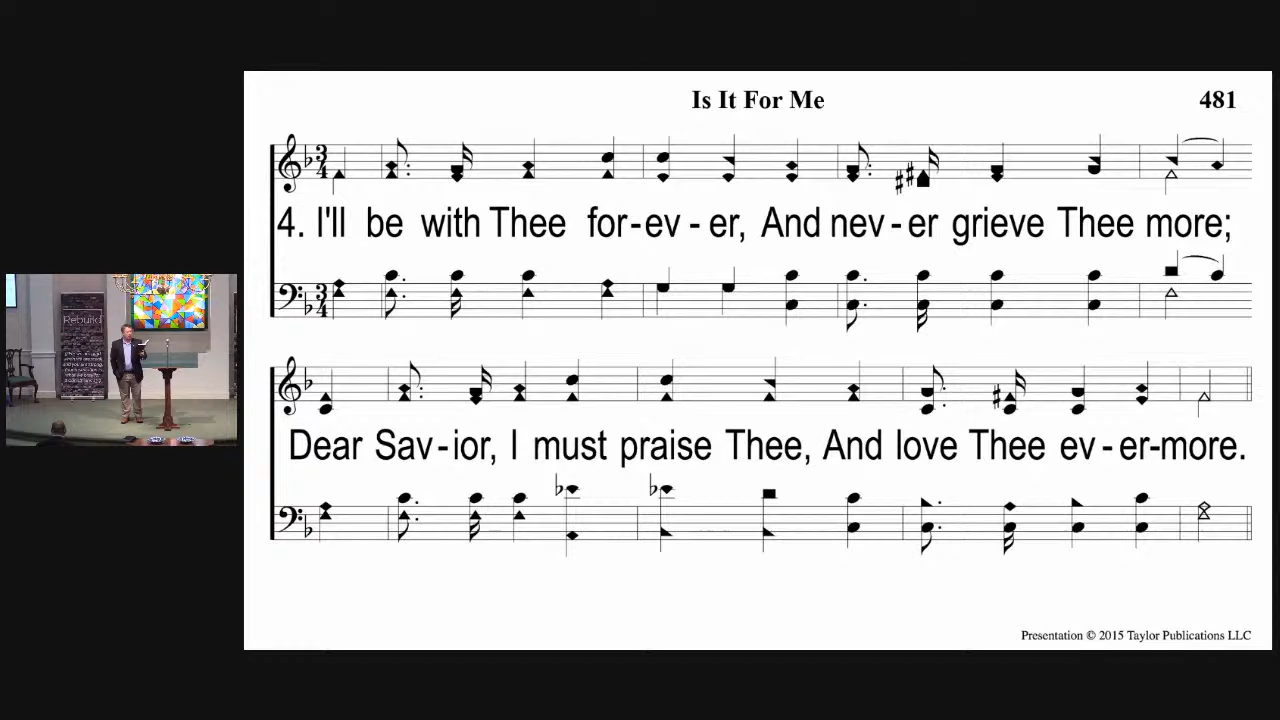 Is It For Me 481
4. I'll be with Thee for-ev-er, And nev-er grieve Thee more;
Dear Sav-ior, I must praise Thee, And love Thee ev-er-more.
Presentation © 2015 Taylor Publications LLC
Rebuild